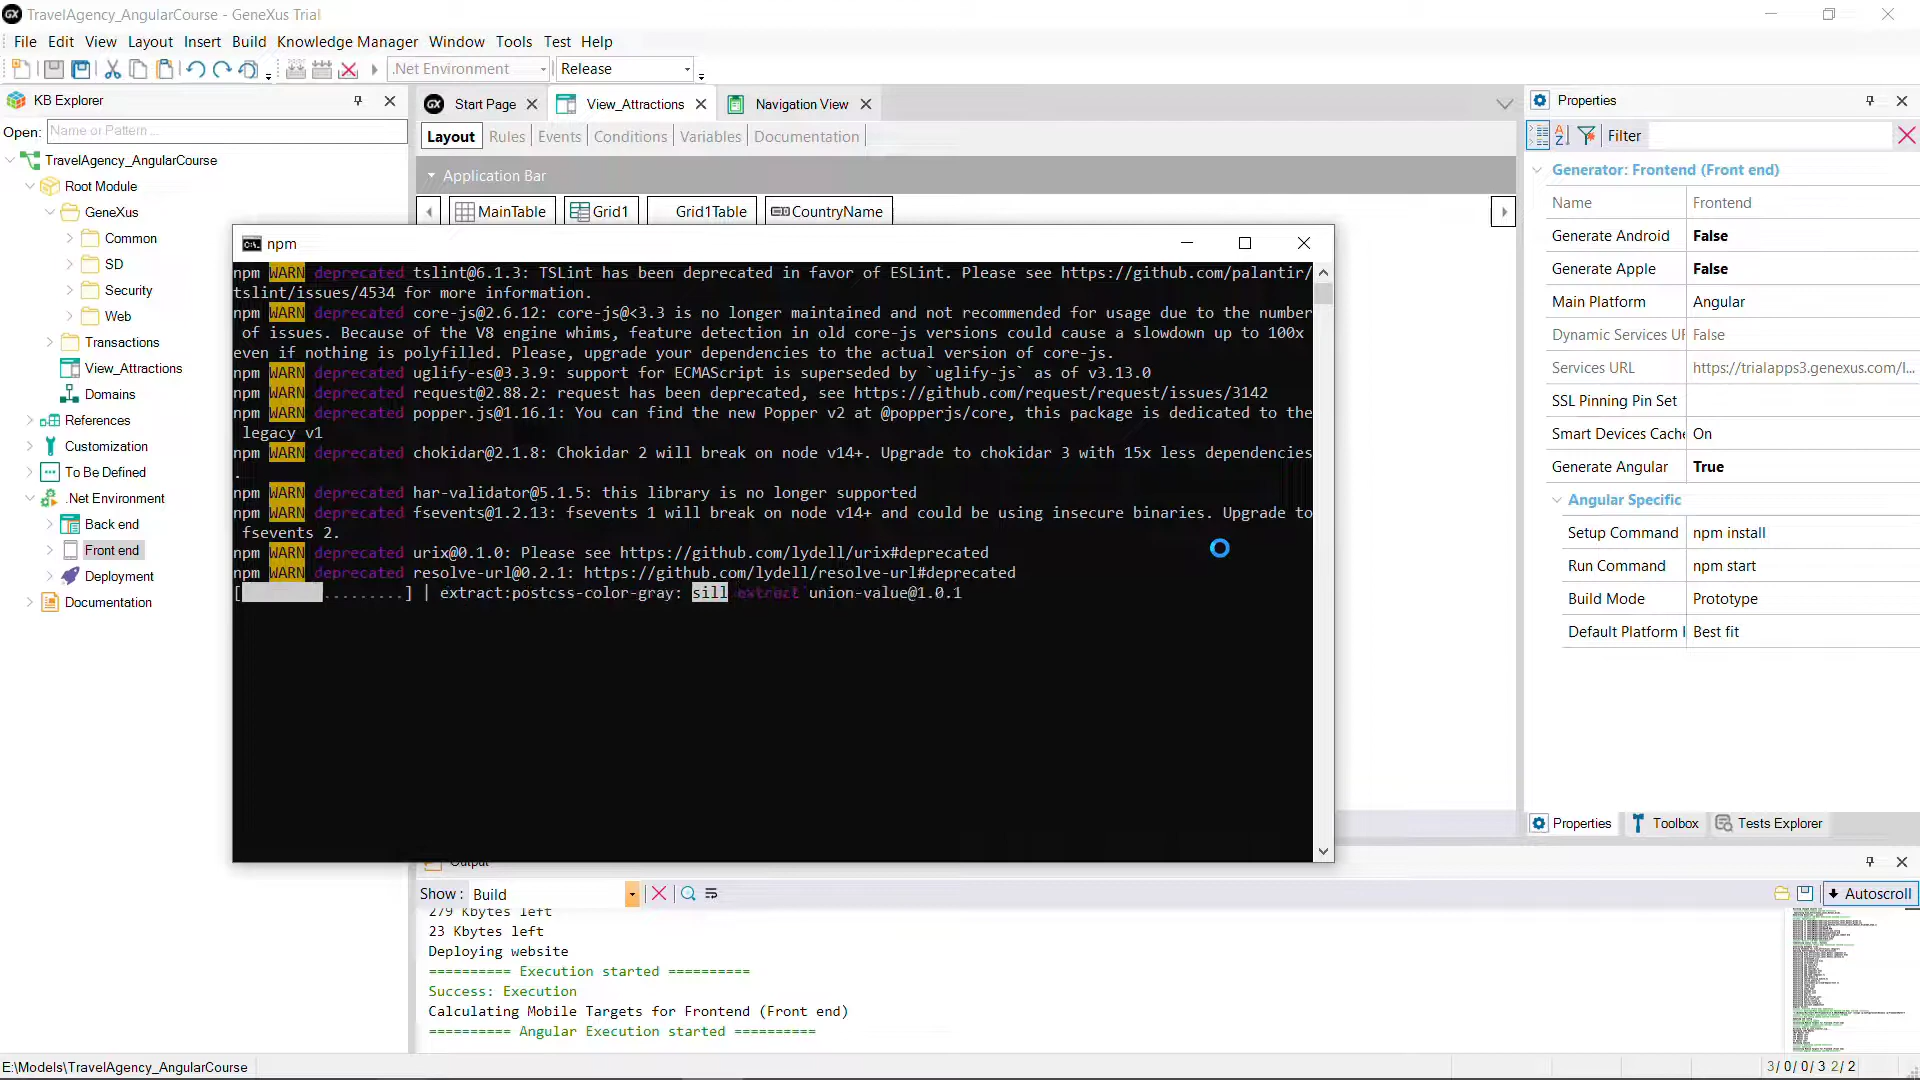 TravelAgency_AngularCourse - GeneXus Trial
File Edit View Layout Insert Build Knowledge Manager Window Tools Test Help
.Net Environment Release
KB Explorer
Open: Name or Pattern ...
TravelAgency_AngularCourse
Root Module
GeneXus
Common
SD
Security
Web
Transactions
View_Attractions
Domains
References
Customization
To Be Defined
.Net Environment
Back end
Front end
Deployment
Documentation
Start Page View_Attractions Navigation View
Layout Rules Events Conditions Variables Documentation
Application Bar
MainTable Grid1 Grid1Table CountryName
npm
npm WARN deprecated tslint@6.1.3: TSLint has been deprecated in favor of ESLint. Please see https://github.com/palantir/
tslint/issues/4534 for more information.
npm WARN deprecated core-js@2.6.12: core-js@<3.3 is no longer maintained and not recommended for usage due to the number
of issues. Because of the V8 engine whims, feature detection in old core-js versions could cause a slowdown up to 100x
even if nothing is polyfilled. Please, upgrade your dependencies to the actual version of core-js.
npm WARN deprecated uglify-es@3.3.9: support for ECMAScript is superseded by `uglify-js` as of v3.13.0
npm WARN deprecated request@2.88.2: request has been deprecated, see https://github.com/request/request/issues/3142
npm WARN deprecated popper.js@1.16.1: You can find the new Popper v2 at @popperjs/core, this package is dedicated to the
legacy v1
npm WARN deprecated chokidar@2.1.8: Chokidar 2 will break on node v14+. Upgrade to chokidar 3 with 15x less dependencies
.
npm WARN deprecated har-validator@5.1.5: this library is no longer supported
npm WARN deprecated fsevents@1.2.13: fsevents 1 will break on node v14+ and could be using insecure binaries. Upgrade to
fsevents 2.
npm WARN deprecated urix@0.1.0: Please see https://github.com/lydell/urix#deprecated
npm WARN deprecated resolve-url@0.2.1: https://github.com/lydell/resolve-url#deprecated
[.........] | extract:postcss-color-gray: sill extract union-value@1.0.1
Properties
Filter
Generator: Frontend (Front end)
Name Frontend
Generate Android False
Generate Apple False
Main Platform Angular
Dynamic Services UF False
Services URL https://trialapps3.genexus.com/I...
SSL Pinning Pin Set
Smart Devices Cache On
Generate Angular True
Angular Specific
Setup Command npm install
Run Command npm start
Build Mode Prototype
Default Platform I Best fit
Properties Toolbox Tests Explorer
Output
Show : Build
Autoscroll
279 Kbytes left
23 Kbytes left
Deploying website
========== Execution started ==========
Success: Execution
Calculating Mobile Targets for Frontend (Front end)
========== Angular Execution started ==========
E:\Models\TravelAgency_AngularCourse
3/ 0/ 0/ 3 2/ 2